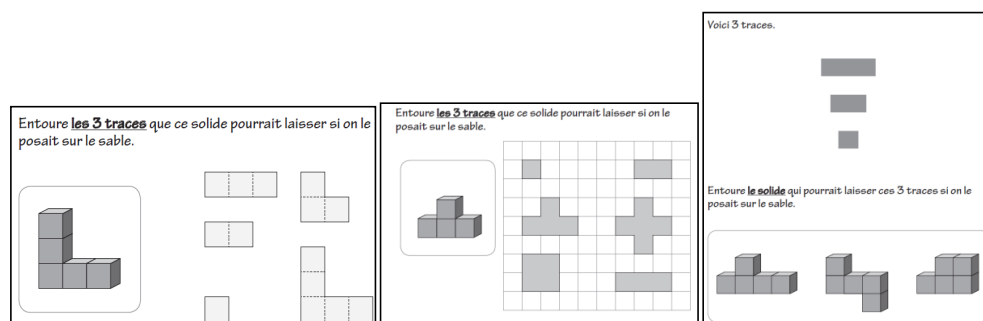 Entoure les 3 traces que ce solide pourrait laisser si on le
posait sur le sable.
Entoure les 3 traces que ce solide pourrait laisser si on le
posait sur le sable.
Voici 3 traces.
Entoure le solide qui pourrait laisser ces 3 traces si on le
posait sur le sable.